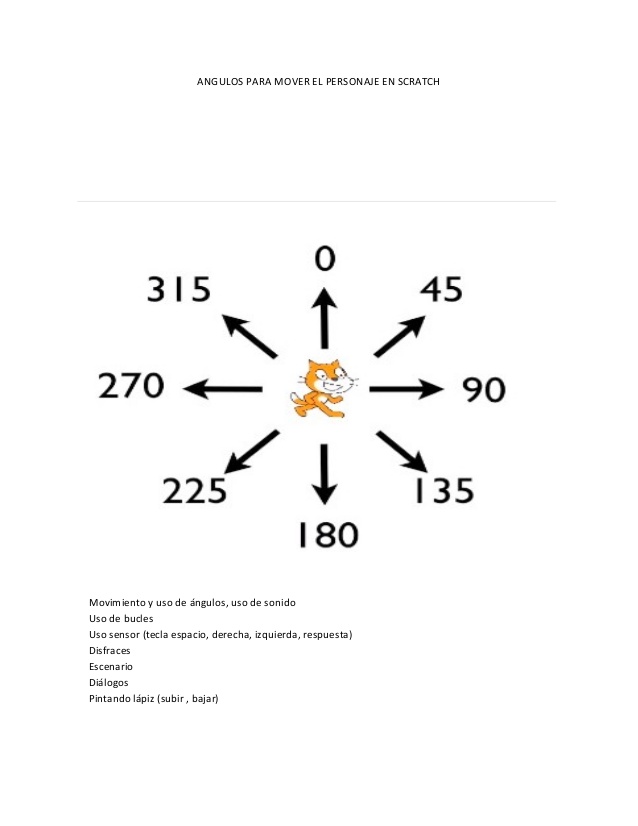 ANGULOS PARA MOVER EL PERSONAJE EN SCRATCH
0
315
45
270
90
225
135
180
Movimiento y uso de ángulos, uso de sonido
Uso de bucles
Uso sensor (tecla espacio, derecha, izquierda, respuesta)
Disfraces
Escenario
Diálogos
Pintando lápiz (subir , bajar)